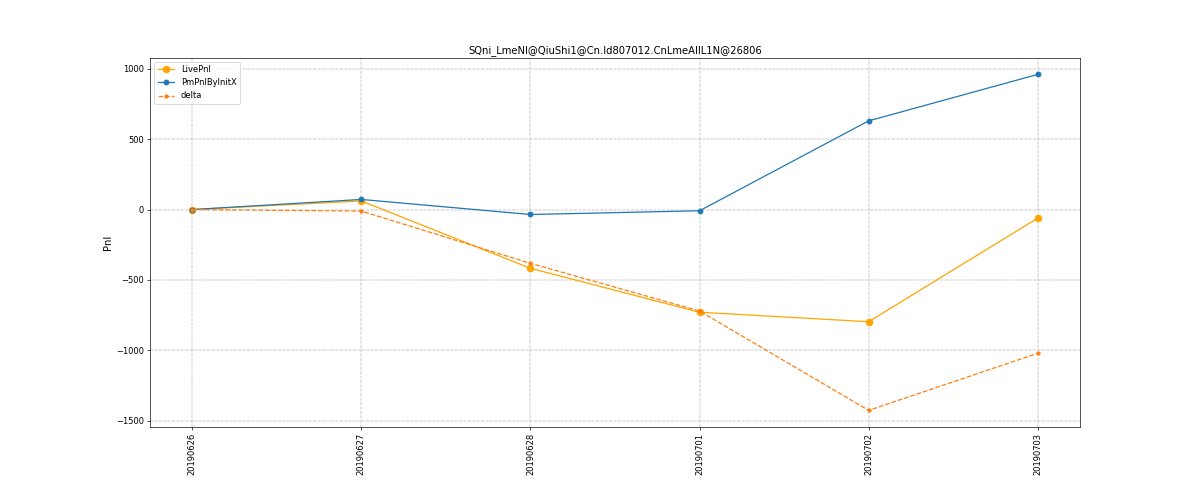 SQni_LmeNI@QiuShi1@Cn.Id807012.CnLmeAllL1N@26806
LivePnl
PmPnlByInitX
delta
1000
500
0
−500
−1000
−1500
Pnl
20190626
20190627
20190628
20190701
20190702
20190703